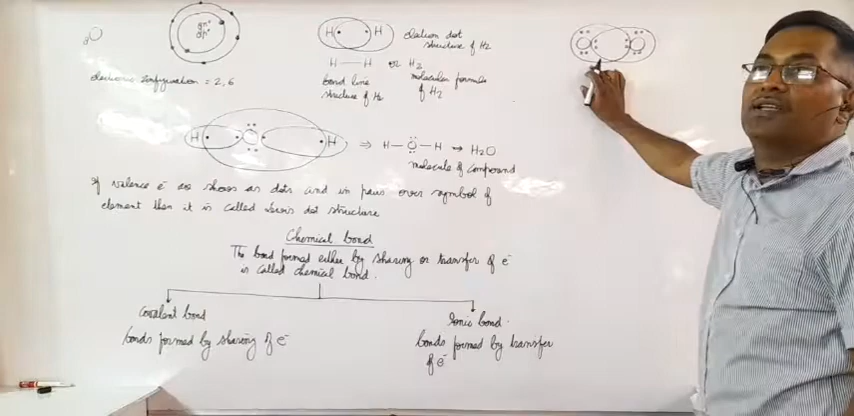 8O
8n°
8p⁺
electronic configuration = 2, 6
H H
electron dot
structure of H2
H — H or H2
bond line
structure of H2
molecular formula
of H2
O O
H O H ⇒ H — O — H → H2O
molecule of compound
If valence e⁻ are shown as dots and in pairs over symbol of
element then it is called Lewis dot structure
Chemical bond
The bond formed either by sharing or transfer of e⁻
is called chemical bond.
Covalent bond
bonds formed by sharing of e⁻
Ionic bond.
bonds formed by transfer
of e⁻